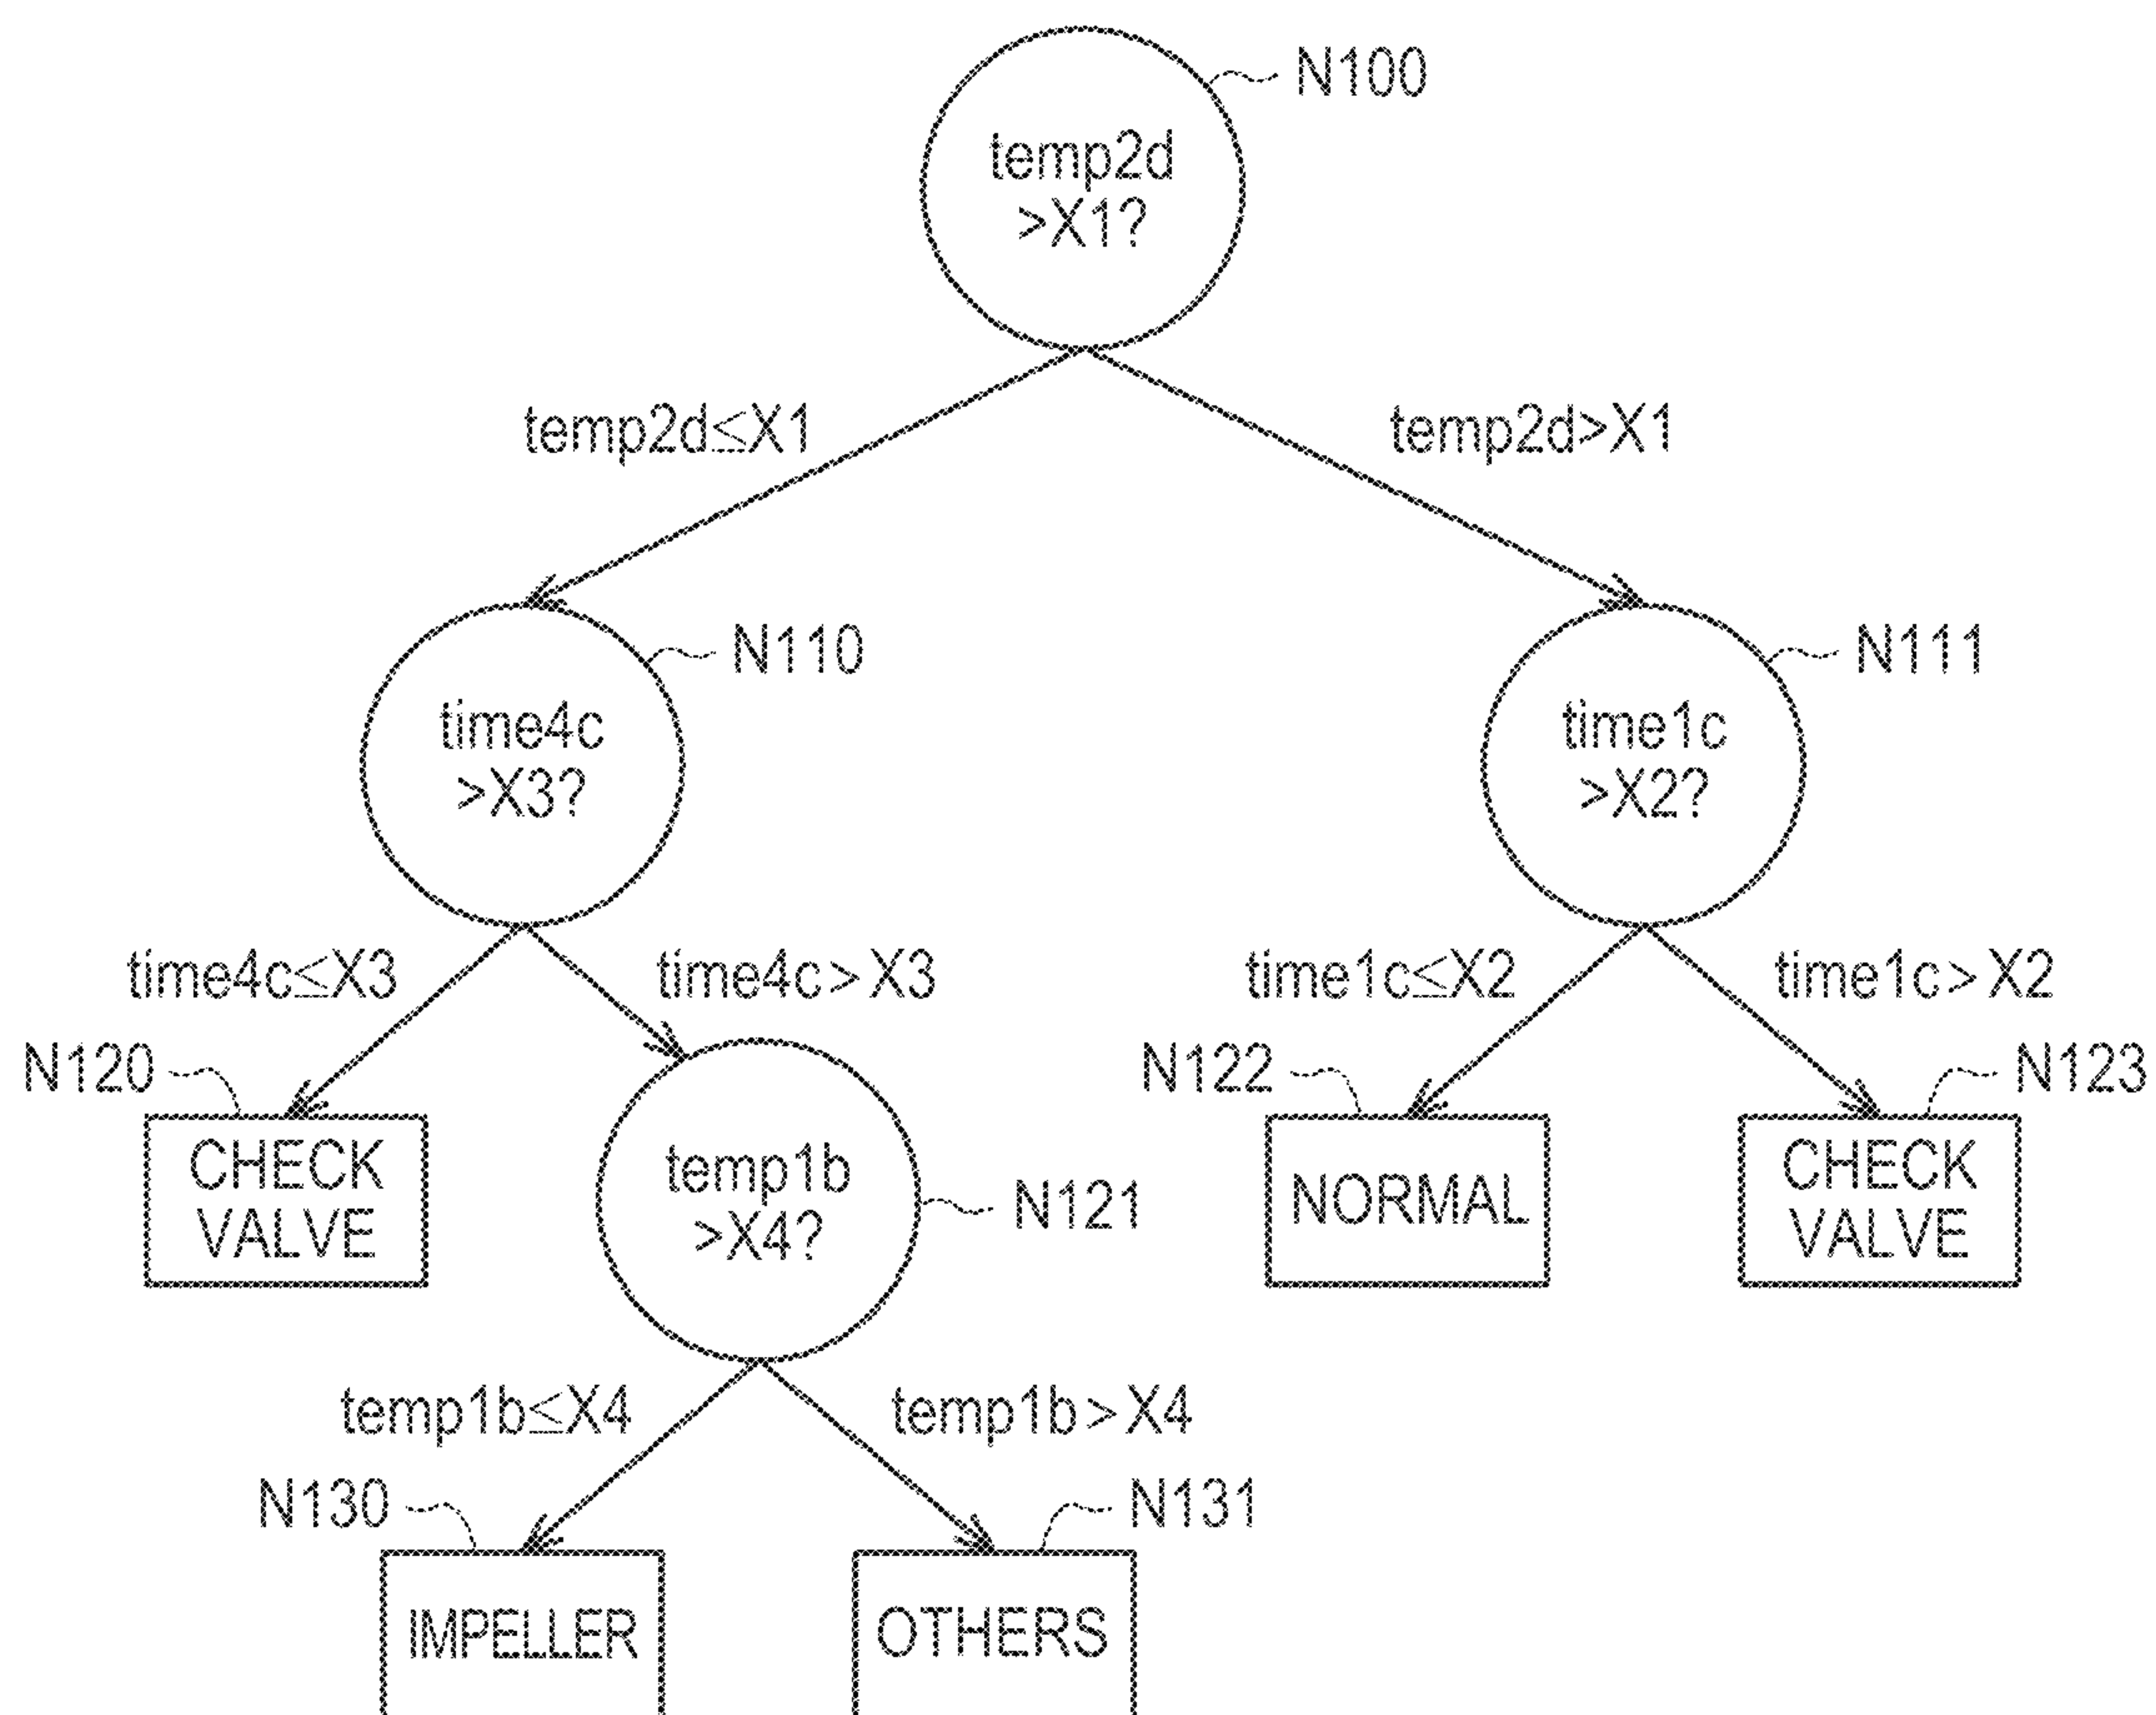 N100
temp2d
>X1?
temp2d≤X1
temp2d>X1
N110
N111
time4c
>X3?
time1c
>X2?
time4c≤X3
time4c>X3
time1c≤X2
time1c>X2
N120
N122
N123
CHECK
VALVE
temp1b
>X4?
N121
NORMAL
CHECK
VALVE
temp1b≤X4
temp1b>X4
N130
N131
IMPELLER
OTHERS